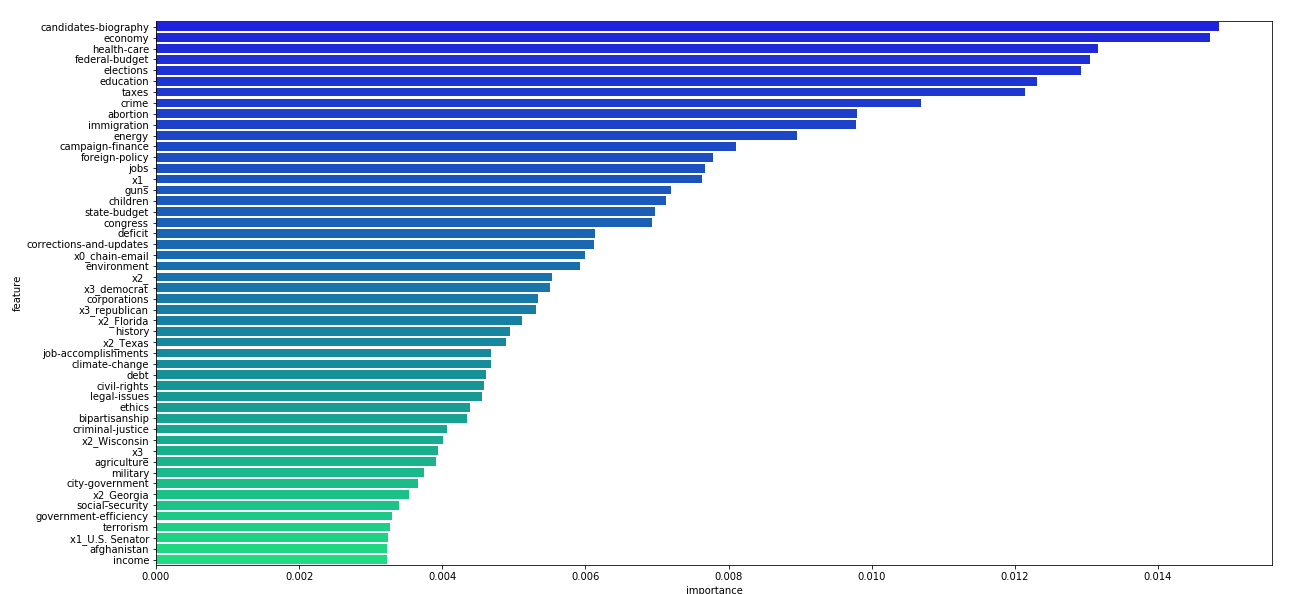 candidates-biography
economy
health-care
federal-budget
elections
education
taxes
crime
abortion
immigration
energy
campaign-finance
foreign-policy
jobs
x1_
guns
children
state-budget
congress
deficit
corrections-and-updates
x0_chain-email
environment
x2_
x3_democrat
corporations
x3_republican
x2_Florida
history
x2_Texas
job-accomplishments
climate-change
debt
civil-rights
legal-issues
ethics
bipartisanship
criminal-justice
x2_Wisconsin
x3_
agriculture
military
city-government
x2_Georgia
social-security
government-efficiency
terrorism
x1_U.S. Senator
afghanistan
income
feature
0.000 0.002 0.004 0.006 0.008 0.010 0.012 0.014
importance